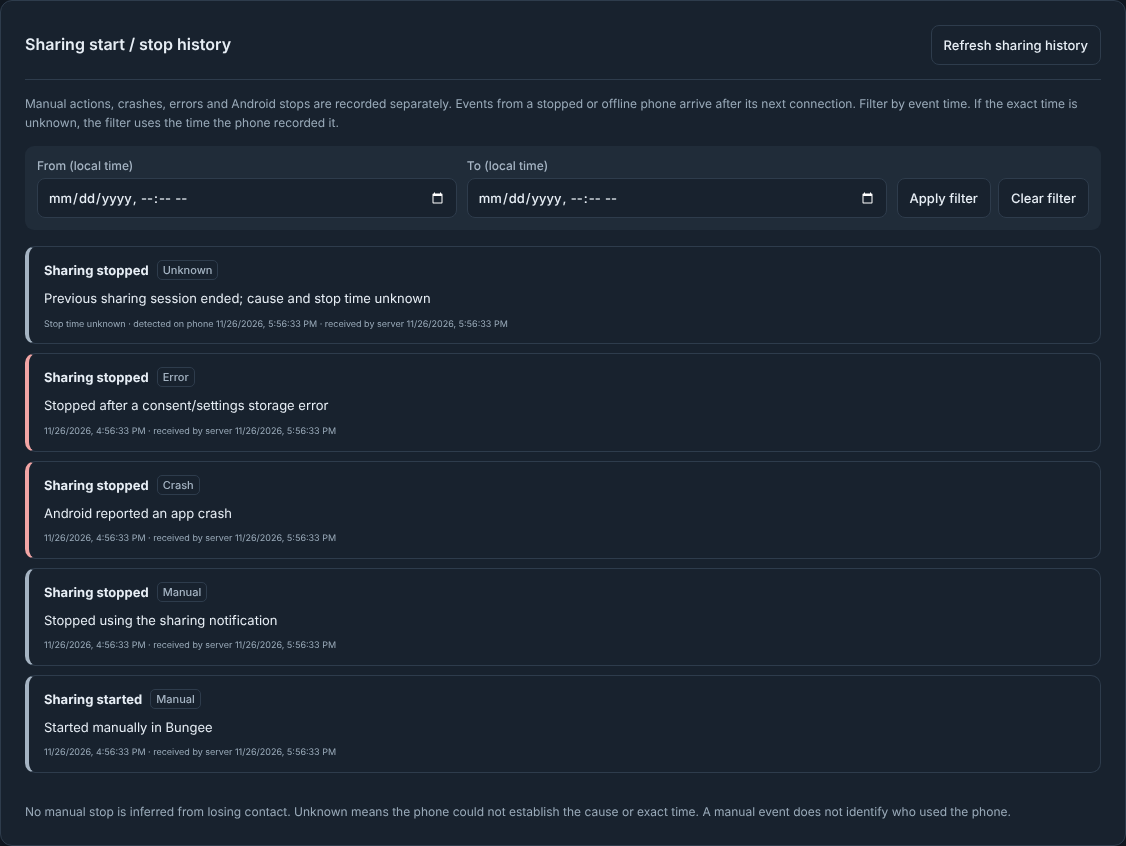 Sharing start / stop history
Refresh sharing history
Manual actions, crashes, errors and Android stops are recorded separately. Events from a stopped or offline phone arrive after its next connection. Filter by event time. If the exact time is
unknown, the filter uses the time the phone recorded it.
From (local time)
To (local time)
mm/dd/yyyy, --:-- --
mm/dd/yyyy, --:-- --
Apply filter
Clear filter
Sharing stopped Unknown
Previous sharing session ended; cause and stop time unknown
Stop time unknown · detected on phone 11/26/2026, 5:56:33 PM · received by server 11/26/2026, 5:56:33 PM
Sharing stopped Error
Stopped after a consent/settings storage error
11/26/2026, 4:56:33 PM · received by server 11/26/2026, 5:56:33 PM
Sharing stopped Crash
Android reported an app crash
11/26/2026, 4:56:33 PM · received by server 11/26/2026, 5:56:33 PM
Sharing stopped Manual
Stopped using the sharing notification
11/26/2026, 4:56:33 PM · received by server 11/26/2026, 5:56:33 PM
Sharing started Manual
Started manually in Bungee
11/26/2026, 4:56:33 PM · received by server 11/26/2026, 5:56:33 PM
No manual stop is inferred from losing contact. Unknown means the phone could not establish the cause or exact time. A manual event does not identify who used the phone.